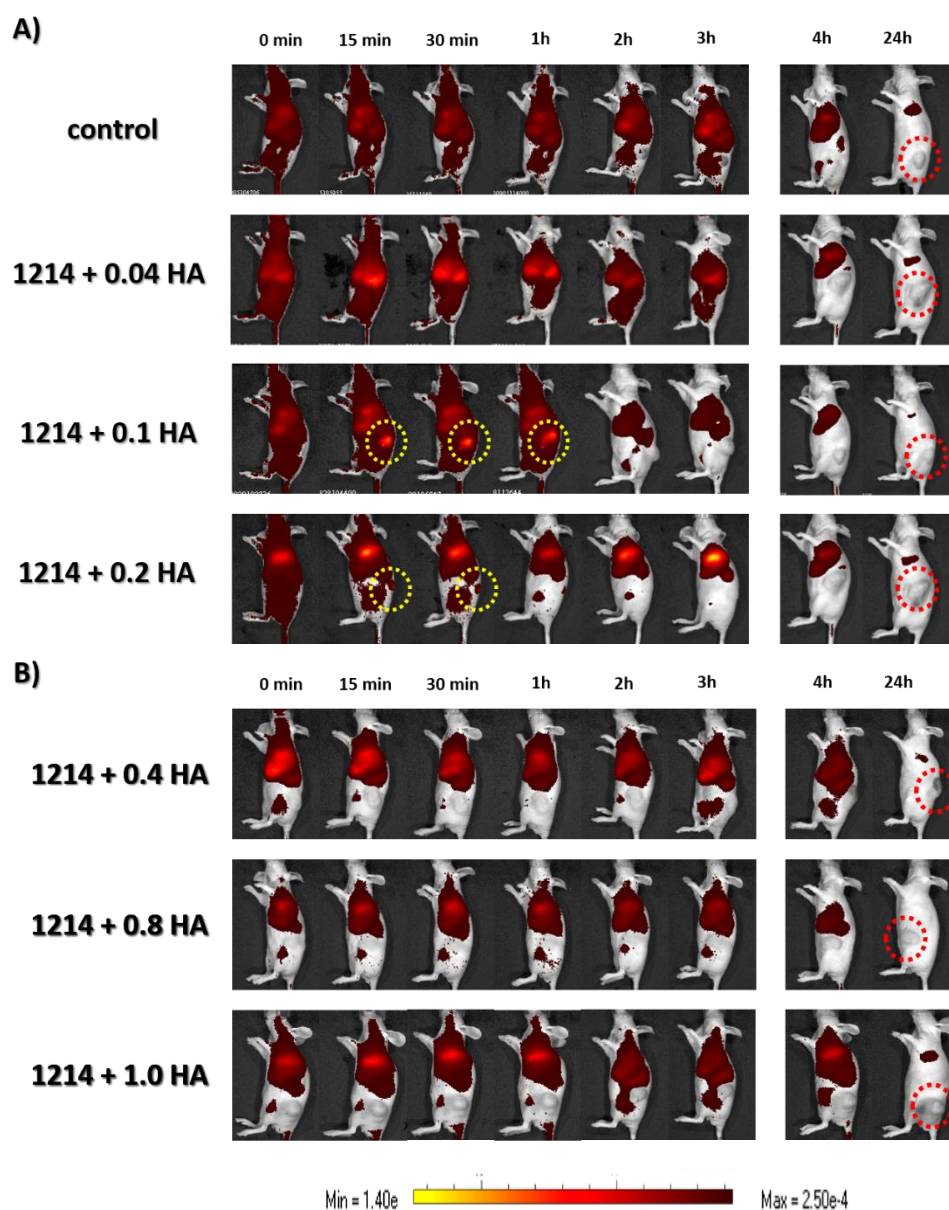 A)
0 min 15 min 30 min 1h 2h 3h 4h 24h
control
1214 + 0.04 HA
1214 + 0.1 HA
1214 + 0.2 HA
B)
0 min 15 min 30 min 1h 2h 3h 4h 24h
1214 + 0.4 HA
1214 + 0.8 HA
1214 + 1.0 HA
Min = 1.40e Max = 2.50e-4